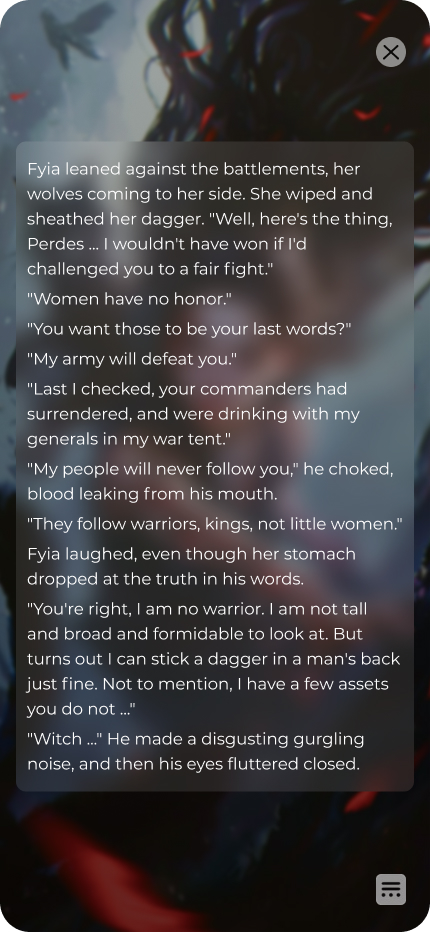 Fyia leaned against the battlements, her
wolves coming to her side. She wiped and
sheathed her dagger. "Well, here's the thing,
Perdes ... I wouldn't have won if I'd
challenged you to a fair fight."
"Women have no honor."
"You want those to be your last words?"
"My army will defeat you."
"Last I checked, your commanders had
surrendered, and were drinking with my
generals in my war tent."
"My people will never follow you," he choked,
blood leaking from his mouth.
"They follow warriors, kings, not little women."
Fyia laughed, even though her stomach
dropped at the truth in his words.
"You're right, I am no warrior. I am not tall
and broad and formidable to look at. But
turns out I can stick a dagger in a man's back
just fine. Not to mention, I have a few assets
you do not ..."
"Witch ..." He made a disgusting gurgling
noise, and then his eyes fluttered closed.